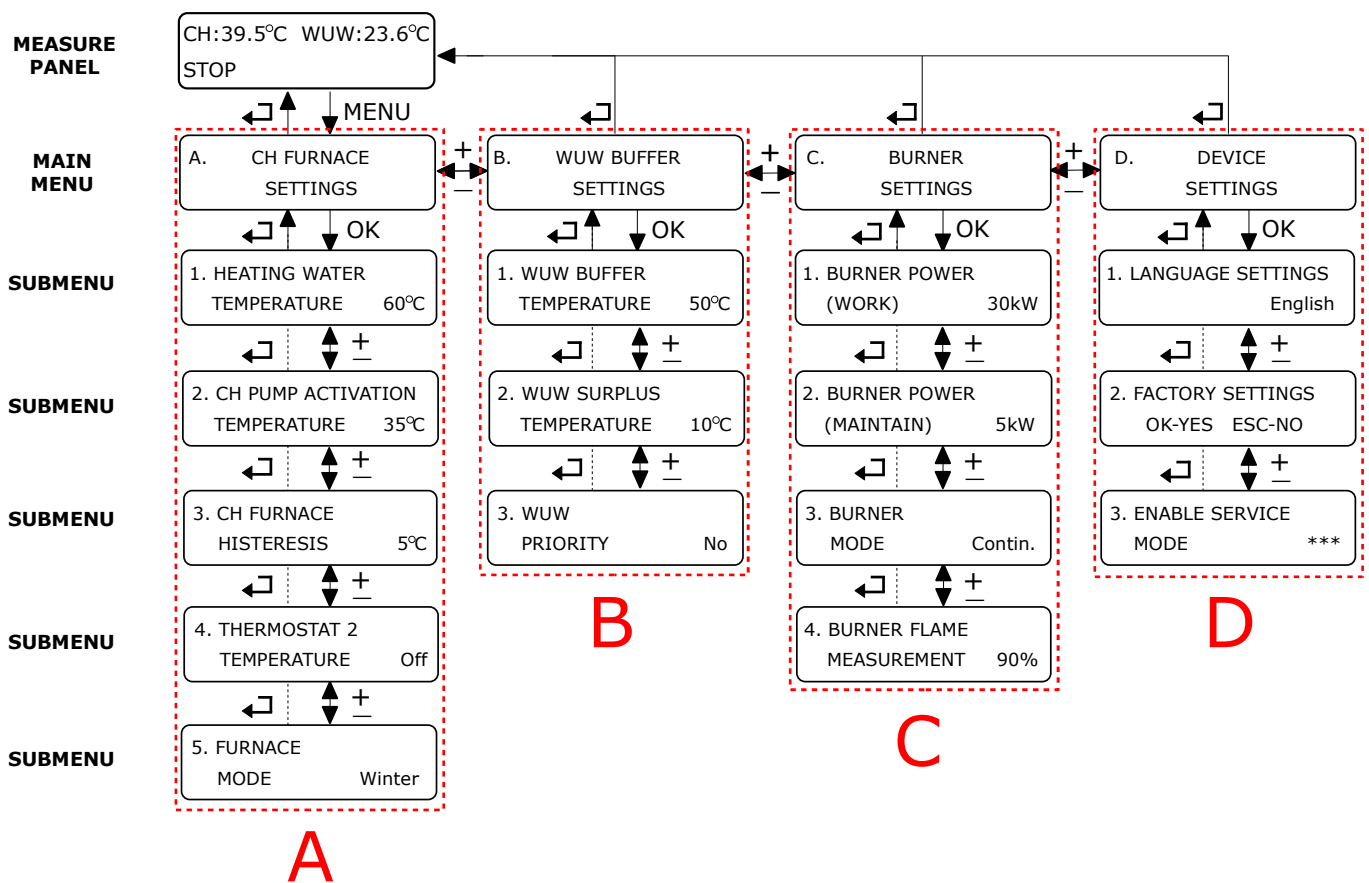 MEASURE
PANEL
CH:39.5°C WUW:23.6°C
STOP
MENU
MAIN
MENU
A. CH FURNACE
SETTINGS
+
−
B. WUW BUFFER
SETTINGS
+
−
C. BURNER
SETTINGS
+
−
D. DEVICE
SETTINGS
OK
OK
OK
OK
SUBMENU
1. HEATING WATER
TEMPERATURE 60°C
1. WUW BUFFER
TEMPERATURE 50°C
1. BURNER POWER
(WORK) 30kW
1. LANGUAGE SETTINGS
English
+
−
+
−
+
−
+
−
SUBMENU
2. CH PUMP ACTIVATION
TEMPERATURE 35°C
2. WUW SURPLUS
TEMPERATURE 10°C
2. BURNER POWER
(MAINTAIN) 5kW
2. FACTORY SETTINGS
OK-YES ESC-NO
+
−
+
−
+
−
+
−
SUBMENU
3. CH FURNACE
HISTERESIS 5°C
3. WUW
PRIORITY No
3. BURNER
MODE Contin.
3. ENABLE SERVICE
MODE ***
+
−
+
−
B
D
SUBMENU
4. THERMOSTAT 2
TEMPERATURE Off
4. BURNER FLAME
MEASUREMENT 90%
+
−
C
SUBMENU
5. FURNACE
MODE Winter
A